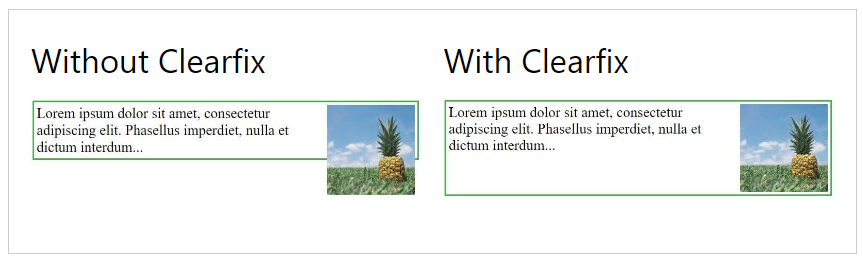 Without Clearfix
Lorem ipsum dolor sit amet, consectetur
adipiscing elit. Phasellus imperdiet, nulla et
dictum interdum...
With Clearfix
Lorem ipsum dolor sit amet, consectetur
adipiscing elit. Phasellus imperdiet, nulla et
dictum interdum...